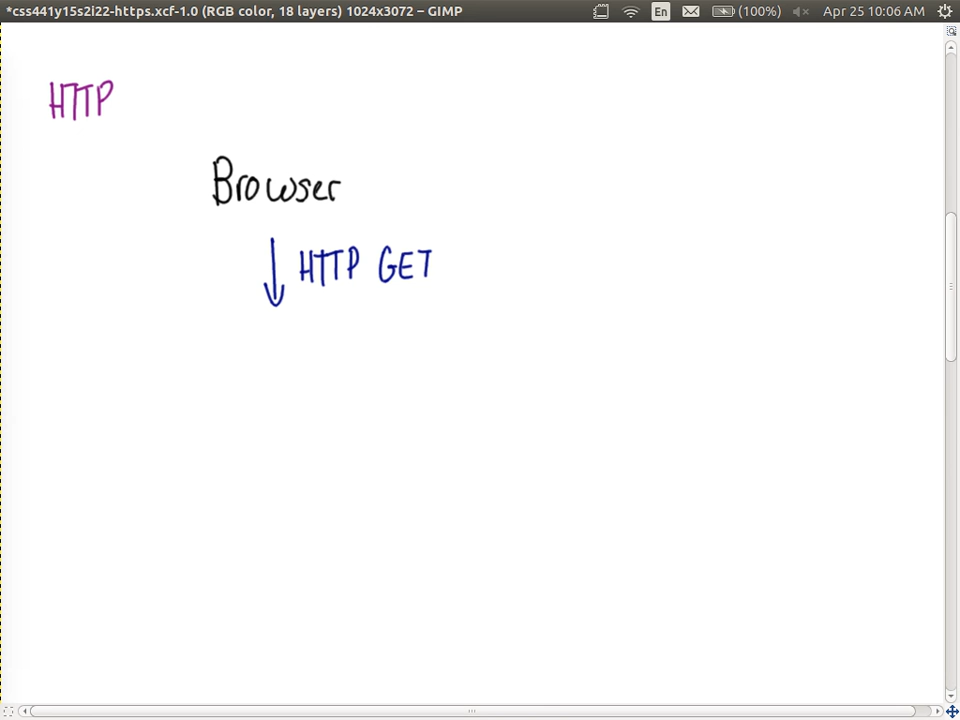 *css441y15s2i22-https.xcf-1.0 (RGB color, 18 layers) 1024x3072 – GIMP En (100%) Apr 25 10:06 AM
HTTP
Browser
HTTP GET